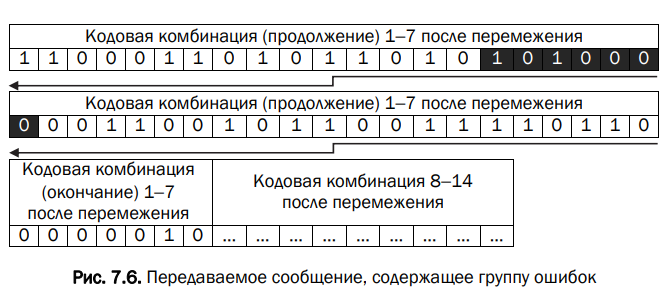 Кодовая комбинация (продолжение) 1–7 после перемежения
1 1 0 0 0 1 1 0 1 0 1 1 0 1 0 1 0 1 0 0 0
Кодовая комбинация (продолжение) 1–7 после перемежения
0 0 0 1 1 0 0 1 0 1 1 0 0 1 1 1 1 0 1 1 0
Кодовая комбинация
(окончание) 1–7
после перемежения
Кодовая комбинация 8–14
после перемежения
0 0 0 0 0 1 0 ... ... ... ... ... ... ... ...
Рис. 7.6. Передаваемое сообщение, содержащее группу ошибок